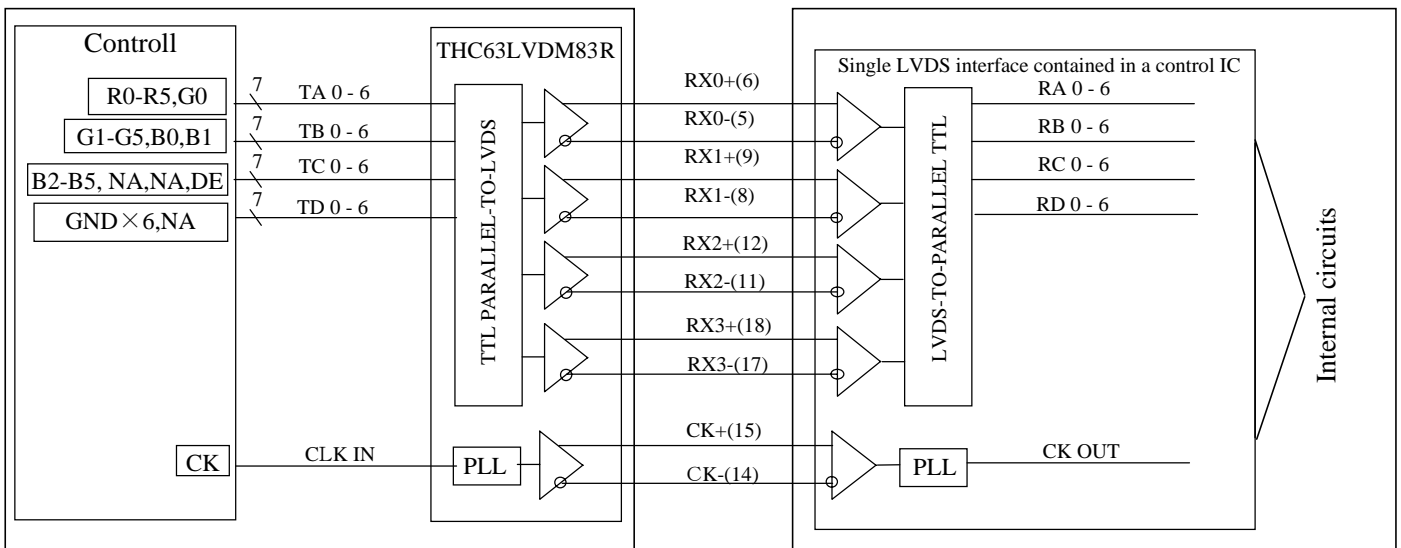 Controll
R0-R5,G0
G1-G5,B0,B1
B2-B5, NA,NA,DE
GND×6,NA
CK
7
TA 0 - 6
7
TB 0 - 6
7
TC 0 - 6
7
TD 0 - 6
CLK IN
THC63LVDM83R
TTL PARALLEL-TO-LVDS
PLL
RX0+(6)
RX0-(5)
RX1+(9)
RX1-(8)
RX2+(12)
RX2-(11)
RX3+(18)
RX3-(17)
CK+(15)
CK-(14)
Single LVDS interface contained in a control IC
LVDS-TO-PARALLEL TTL
PLL
RA 0 - 6
RB 0 - 6
RC 0 - 6
RD 0 - 6
CK OUT
Internal circuits